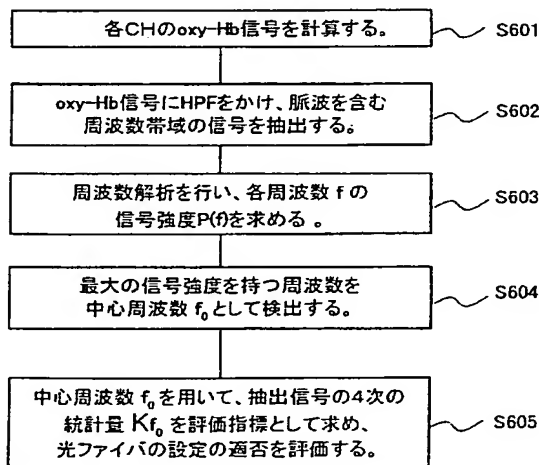 各CHのoxy-Hb信号を計算する。
S601
oxy-Hb信号にHPFをかけ、脈波を含む
周波数帯域の信号を抽出する。
S602
周波数解析を行い、各周波数 f の
信号強度P(f)を求める 。
S603
最大の信号強度を持つ周波数を
中心周波数 f0 として検出する。
S604
中心周波数 f0 を用いて、抽出信号の4次の
統計量 Kf0 を評価指標として求め、
光ファイバの設定の適否を評価する。
S605